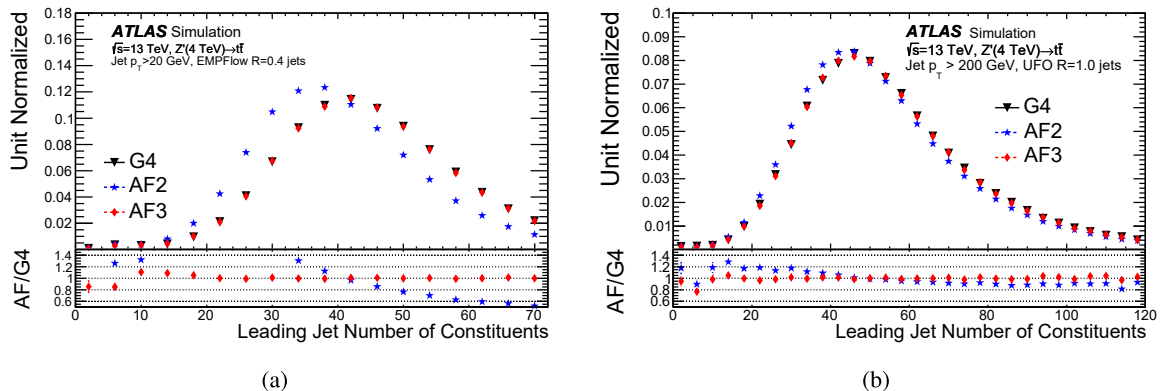 ATLAS Simulation
√s=13 TeV, Z'(4 TeV)→tt̄
Jet pT>20 GeV, EMPFlow R=0.4 jets
G4
AF2
AF3
Unit Normalized
0.18
0.16
0.14
0.12
0.1
0.08
0.06
0.04
0.02
AF/G4
1.4
1.2
1
0.8
0.6
0 10 20 30 40 50 60 70
Leading Jet Number of Constituents
(a)
ATLAS Simulation
√s=13 TeV, Z'(4 TeV)→tt̄
Jet pT > 200 GeV, UFO R=1.0 jets
G4
AF2
AF3
Unit Normalized
0.1
0.09
0.08
0.07
0.06
0.05
0.04
0.03
0.02
0.01
AF/G4
1.4
1.2
1
0.8
0.6
0 20 40 60 80 100 120
Leading Jet Number of Constituents
(b)